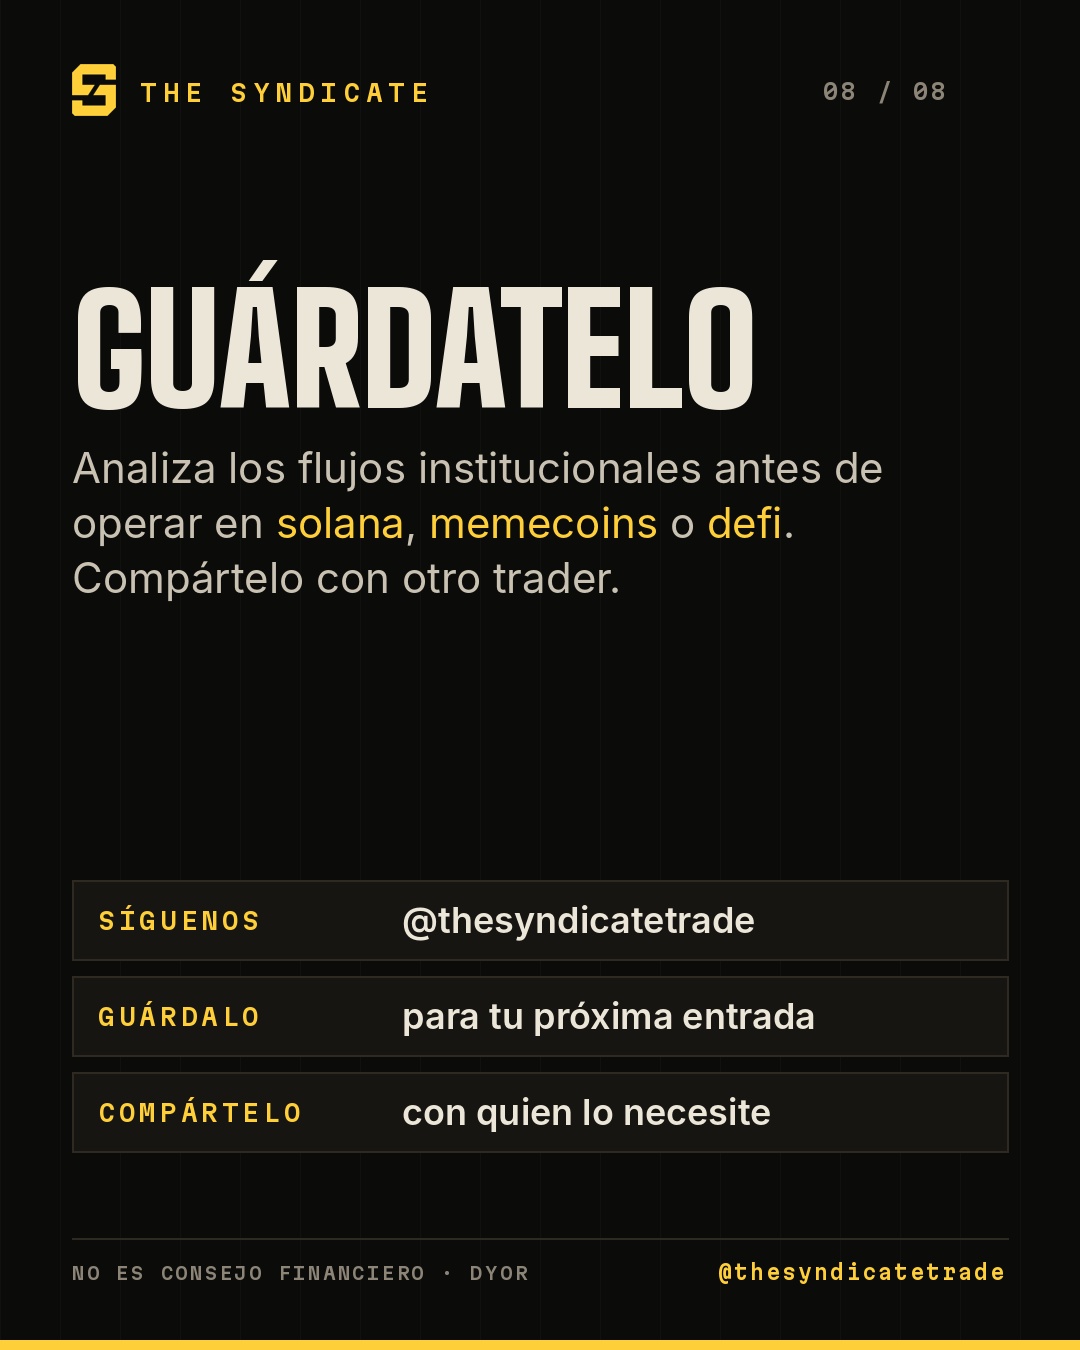 THE SYNDICATE
08 / 08
GUÁRDATELO
Analiza los flujos institucionales antes de
operar en solana, memecoins o defi.
Compártelo con otro trader.
SÍGUENOS @thesyndicatetrade
GUÁRDALO para tu próxima entrada
COMPÁRTELO con quien lo necesite
NO ES CONSEJO FINANCIERO · DYOR
@thesyndicatetrade